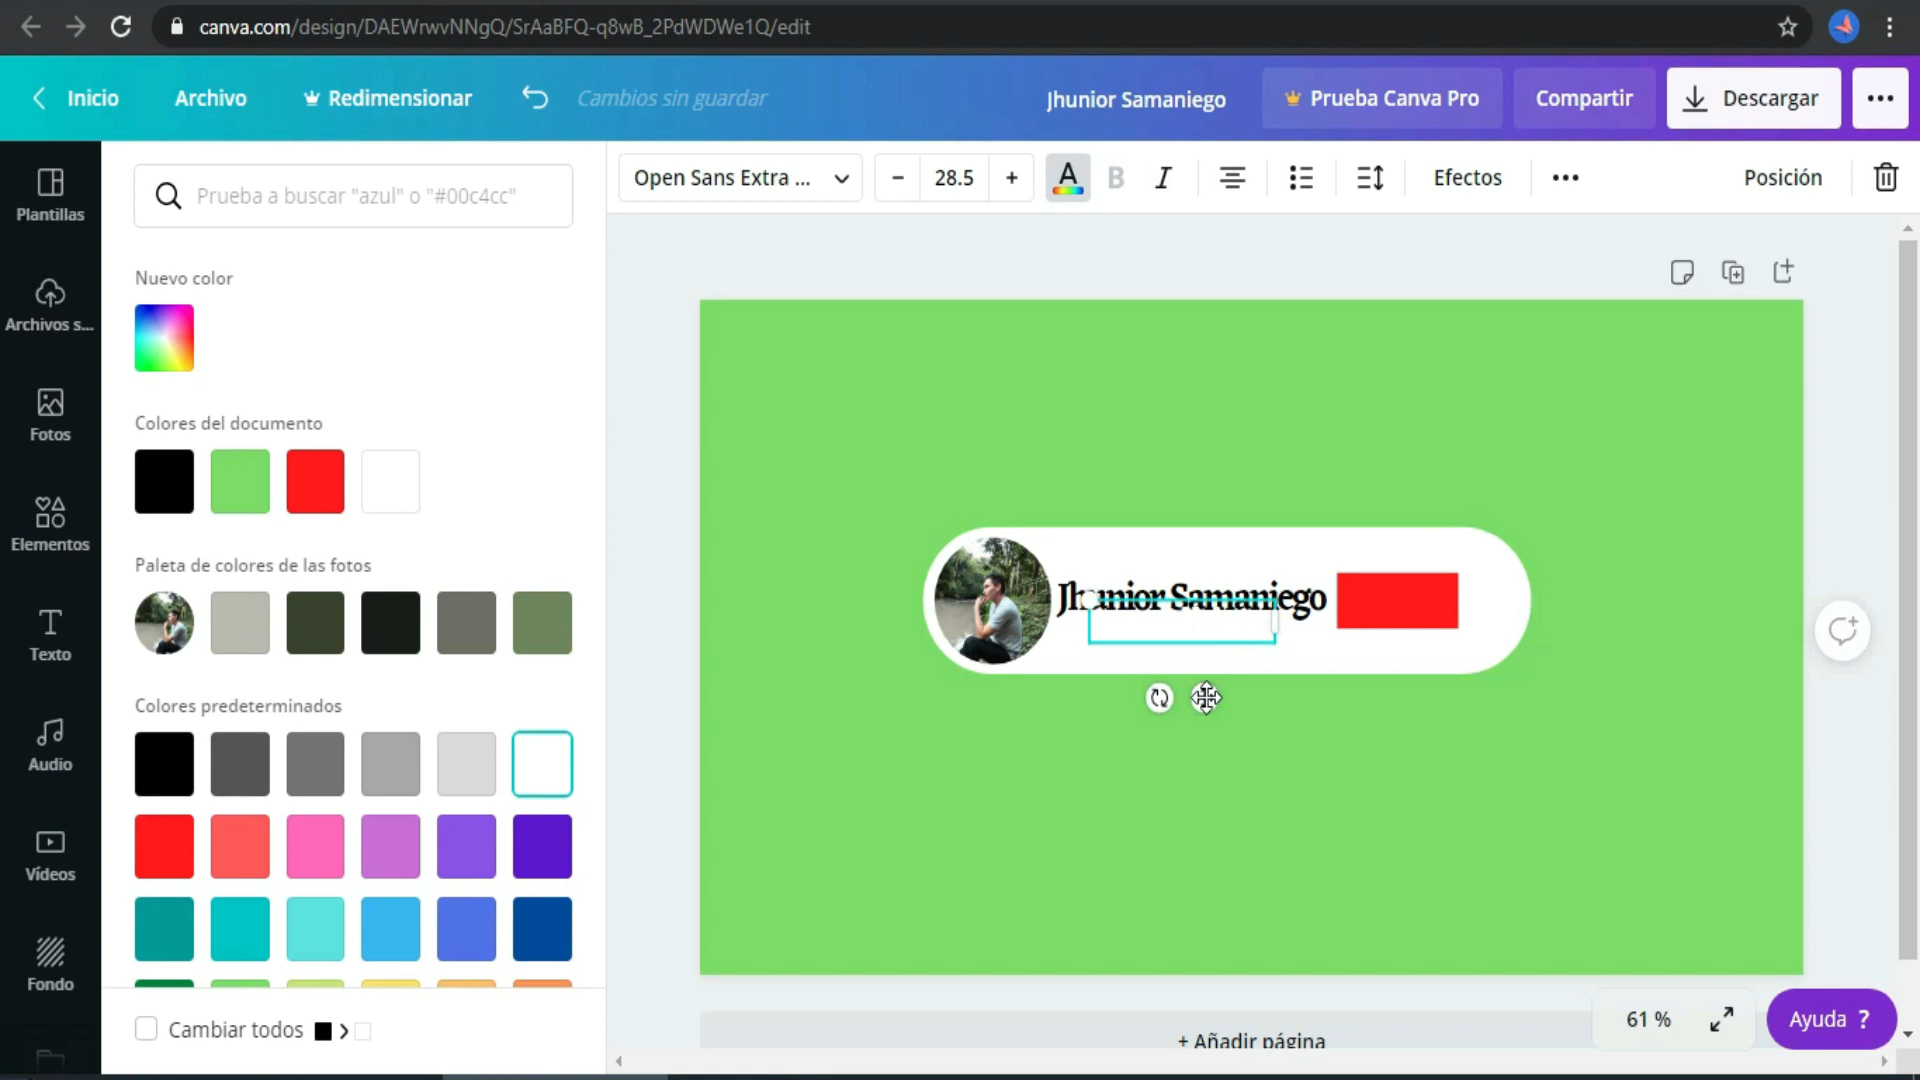 canva.com/design/DAEWrwvNNgQ/SrAaBFQ-q8wB_2PdWDWe1Q/edit
Inicio
Archivo
Redimensionar
Cambios sin guardar
Jhunior Samaniego
Prueba Canva Pro
Compartir
Descargar
Plantillas
Archivos s...
Fotos
Elementos
Texto
Audio
Vídeos
Fondo
Prueba a buscar "azul" o "#00c4cc"
Nuevo color
Colores del documento
Paleta de colores de las fotos
Colores predeterminados
Cambiar todos
Open Sans Extra ...
− 28.5 +
A B I
Efectos
Posición
Jhunior Samaniego
+ Añadir página
61 %
Ayuda ?